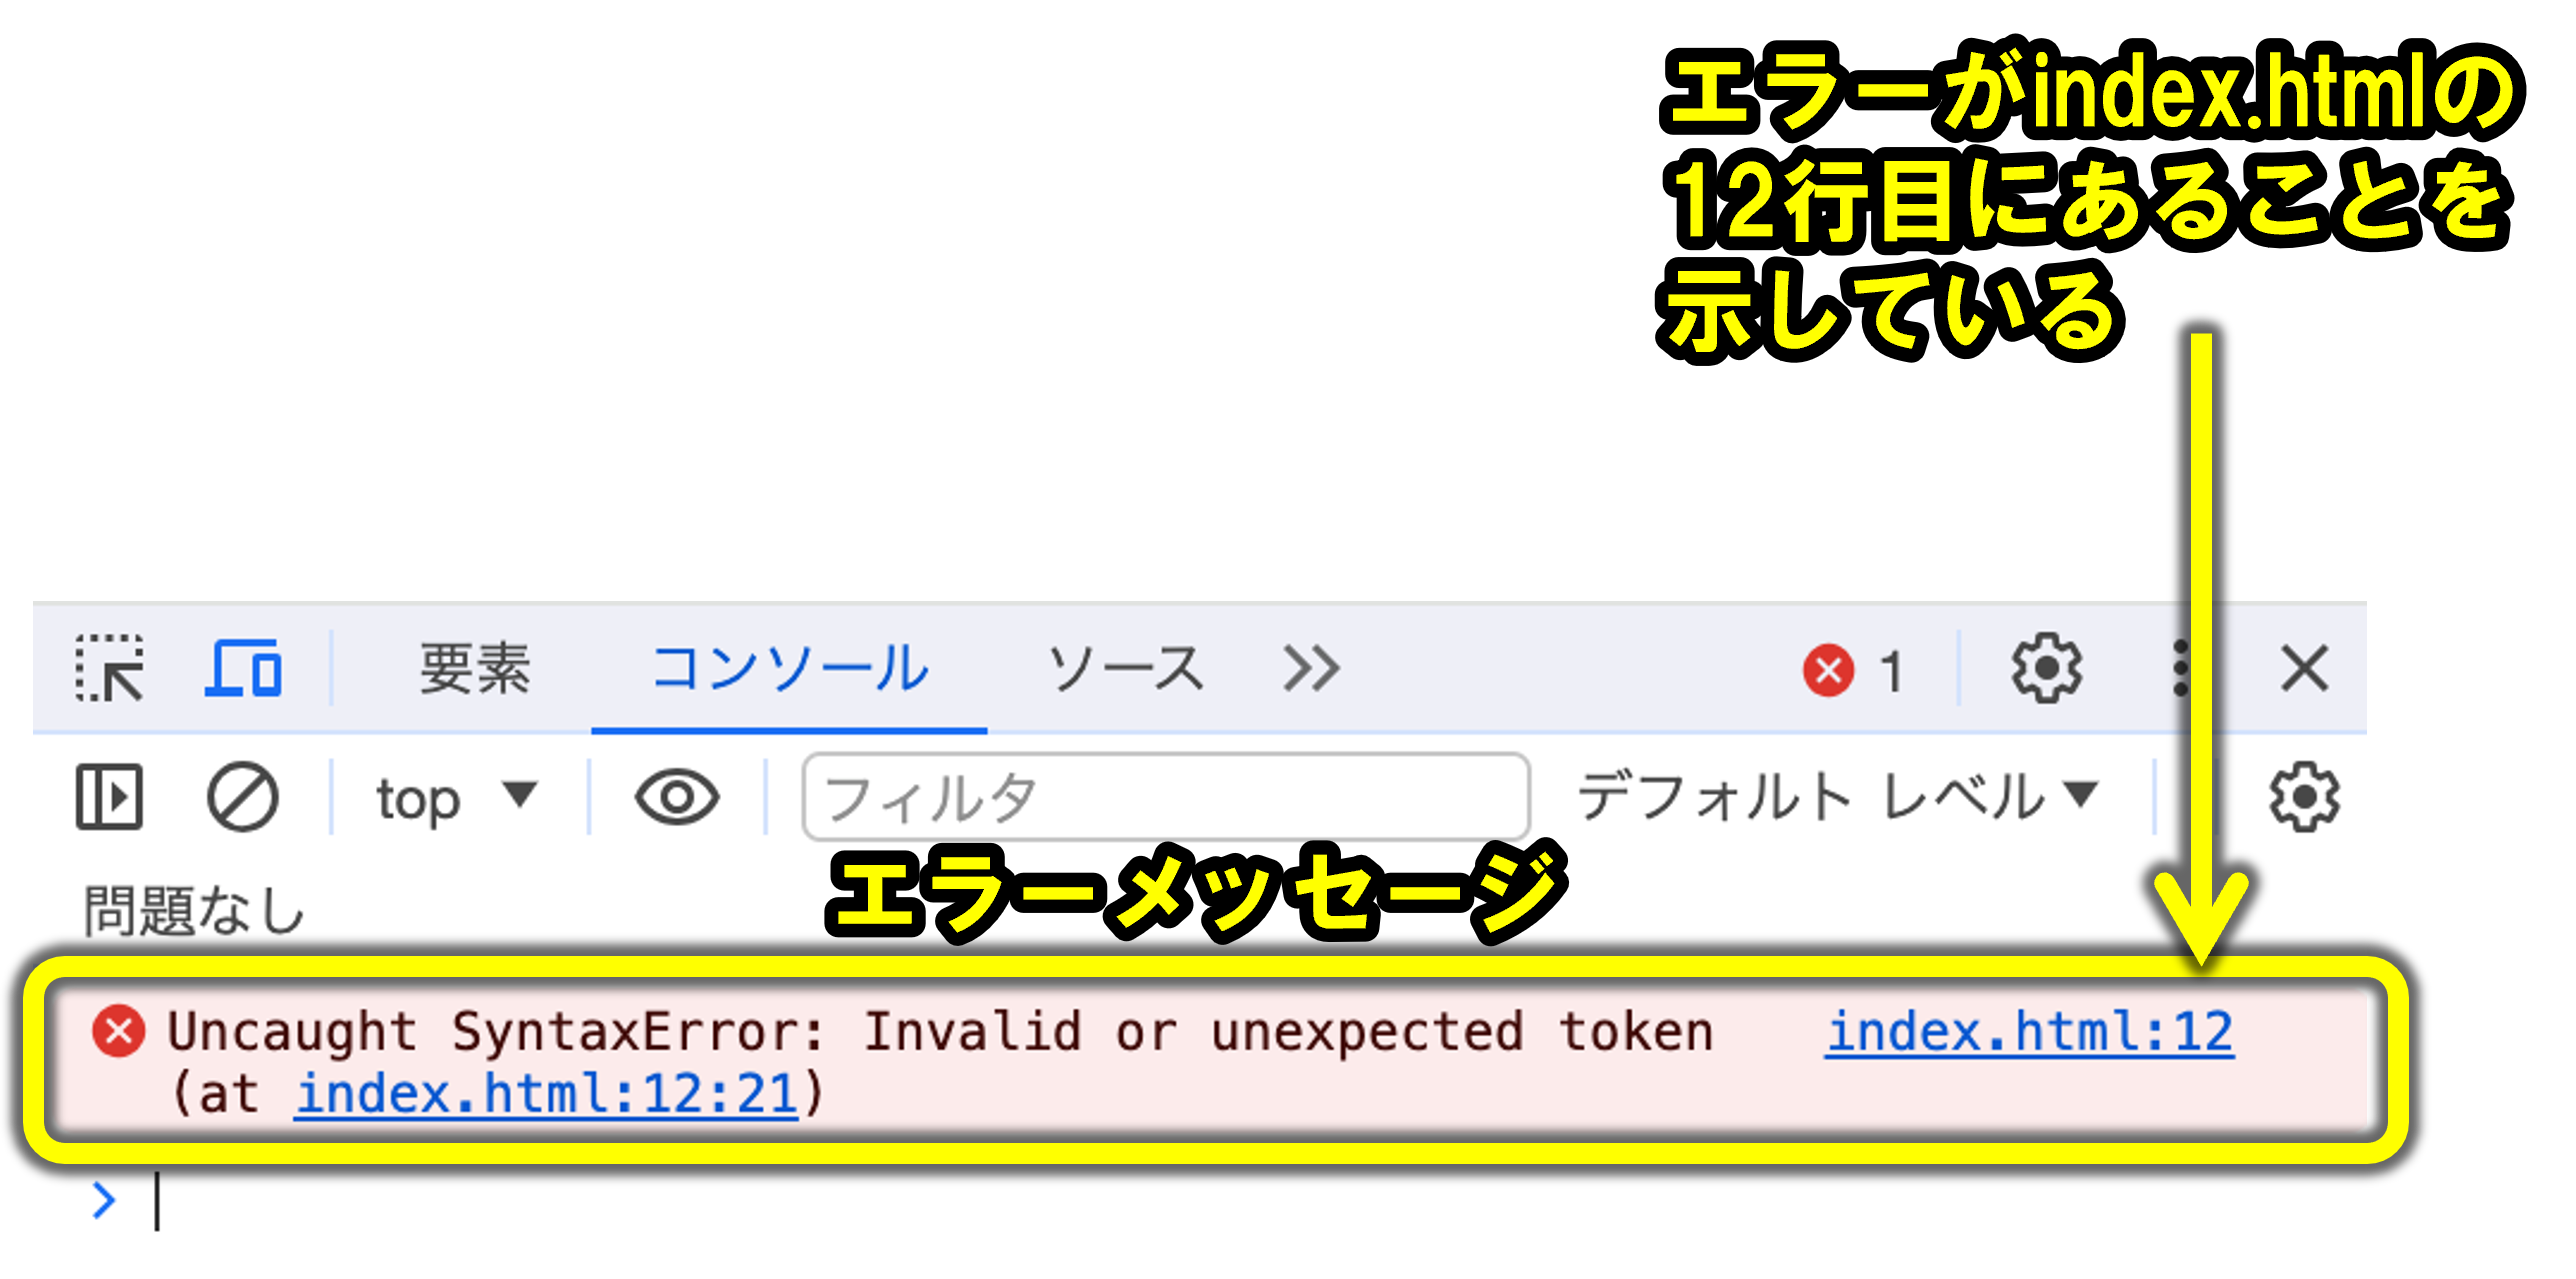 エラーがindex.htmlの
12行目にあることを
示している
要素 コンソール ソース 1
top フィルタ デフォルト レベル
エラーメッセージ
問題なし
Uncaught SyntaxError: Invalid or unexpected token index.html:12
(at index.html:12:21)